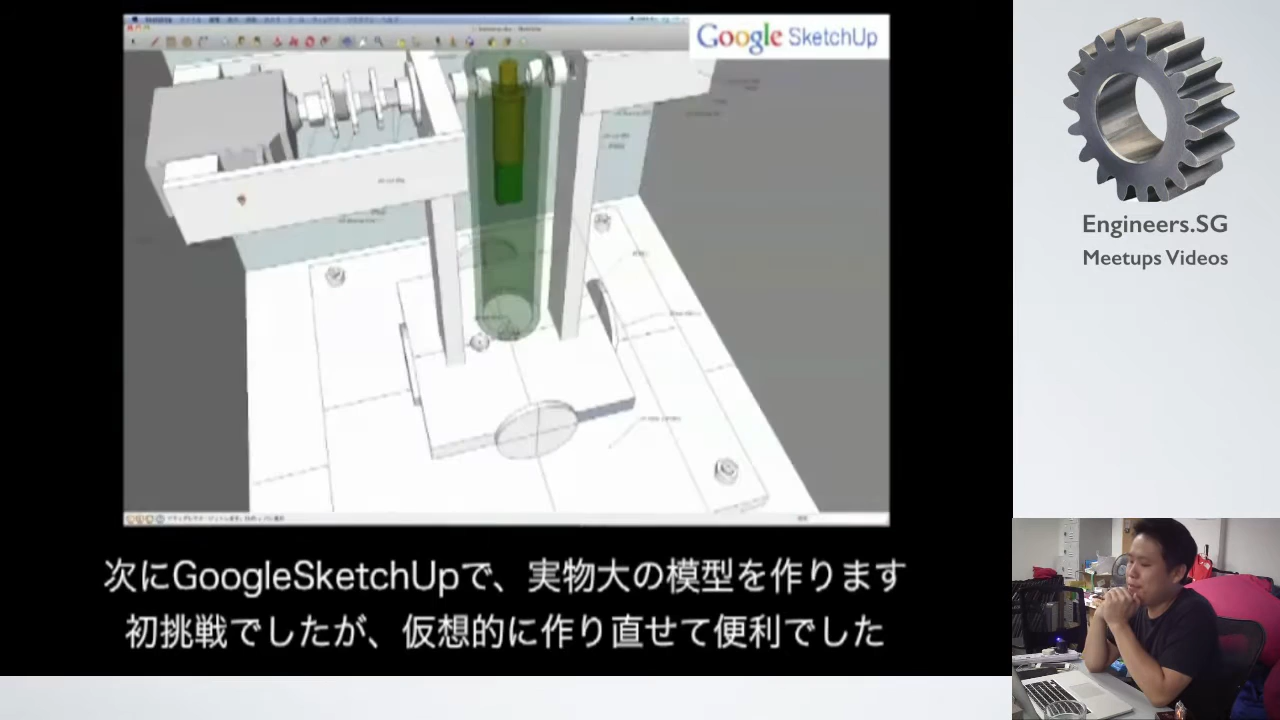 Google SketchUp
Engineers.SG
Meetups Videos
次にGoogleSketchUpで、実物大の模型を作ります
初挑戦でしたが、仮想的に作り直せて便利でした